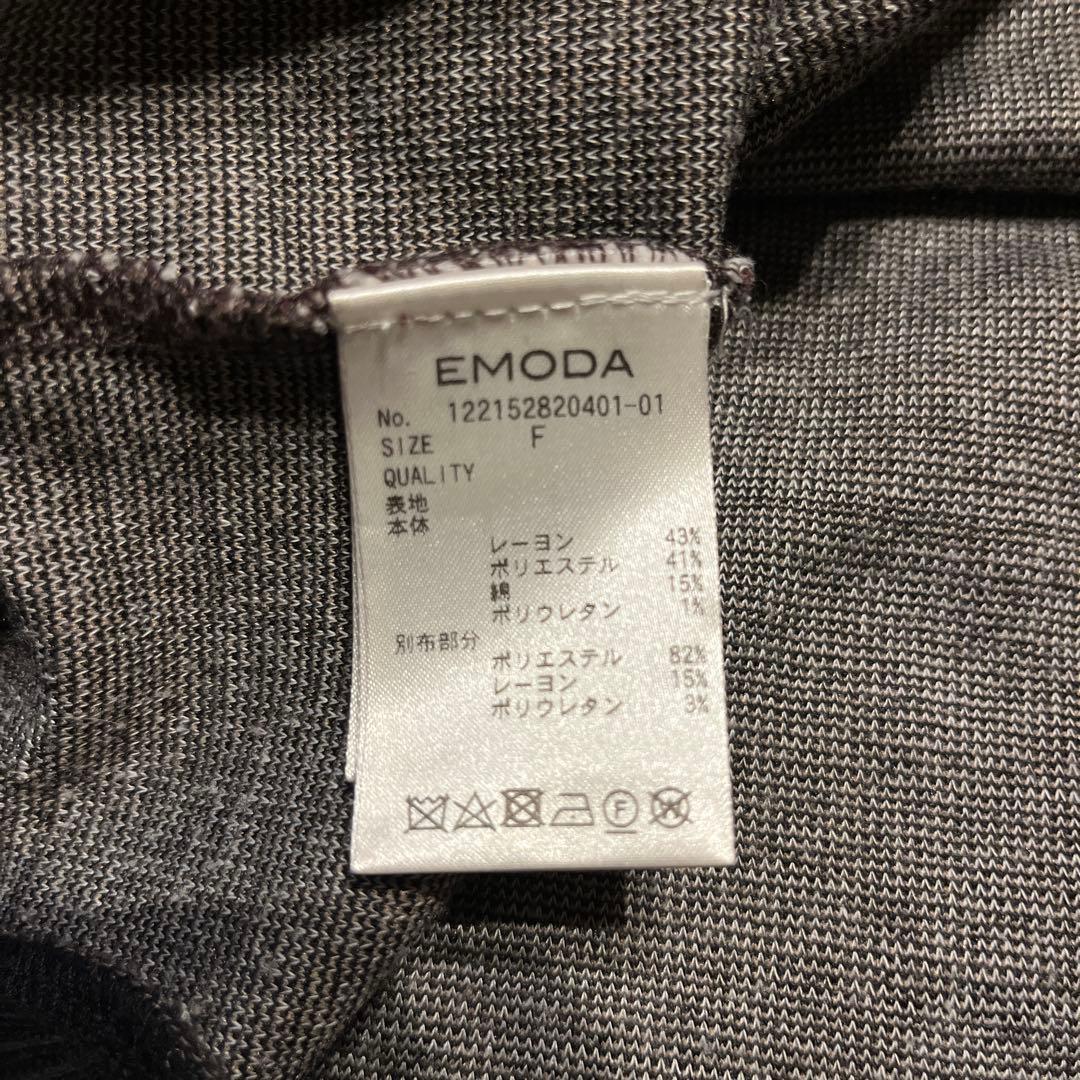 EMODA
No. 122152820401-01
SIZE F
QUALITY
表地
本体
レーヨン 43%
ポリエステル 41%
綿 15%
ポリウレタン 1%
別布部分
ポリエステル 82%
レーヨン 15%
ポリウレタン 3%
F W